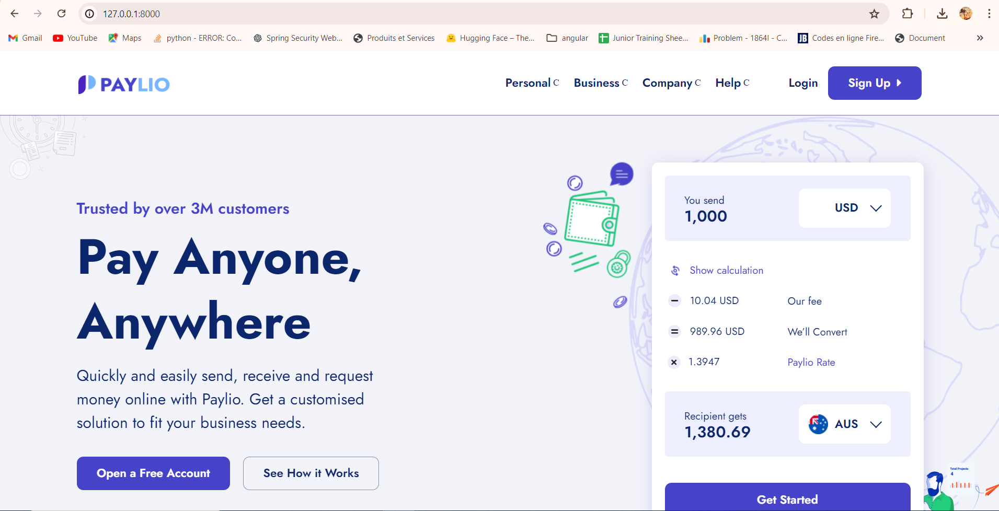 127.0.0.1:8000
Gmail YouTube Maps python - ERROR: Co... Spring Security Web... Produits et Services Hugging Face – The... angular Junior Training Shee... Problem - 1864I - C... JB Codes en ligne Fire... Document
PAYLIO Personal C Business C Company C Help C Login Sign Up
Trusted by over 3M customers
Pay Anyone,
Anywhere
Quickly and easily send, receive and request
money online with Paylio. Get a customised
solution to fit your business needs.
Open a Free Account See How it Works
You send
1,000 USD
Show calculation
10.04 USD Our fee
989.96 USD We’ll Convert
1.3947 Paylio Rate
Recipient gets
1,380.69 AUS
Get Started
Total Projects
4